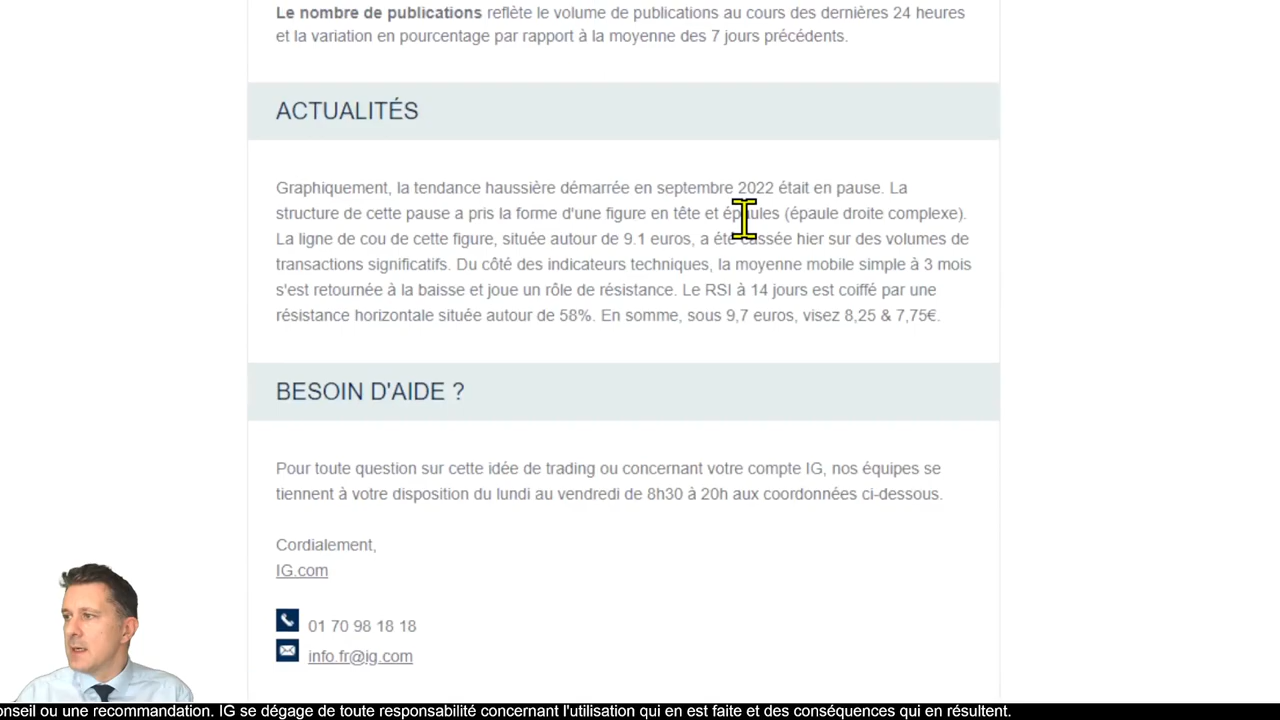 Le nombre de publications reflète le volume de publications au cours des dernières 24 heures
et la variation en pourcentage par rapport à la moyenne des 7 jours précédents.
ACTUALITÉS
Graphiquement, la tendance haussière démarrée en septembre 2022 était en pause. La
structure de cette pause a pris la forme d'une figure en tête et épaules (épaule droite complexe).
La ligne de cou de cette figure, située autour de 9.1 euros, a été cassée hier sur des volumes de
transactions significatifs. Du côté des indicateurs techniques, la moyenne mobile simple à 3 mois
s'est retournée à la baisse et joue un rôle de résistance. Le RSI à 14 jours est coiffé par une
résistance horizontale située autour de 58%. En somme, sous 9,7 euros, visez 8,25 & 7,75€.
BESOIN D'AIDE ?
Pour toute question sur cette idée de trading ou concernant votre compte IG, nos équipes se
tiennent à votre disposition du lundi au vendredi de 8h30 à 20h aux coordonnées ci-dessous.
Cordialement,
IG.com
01 70 98 18 18
info.fr@ig.com
onseil ou une recommandation. IG se dégage de toute responsabilité concernant l'utilisation qui en est faite et des conséquences qui en résultent.